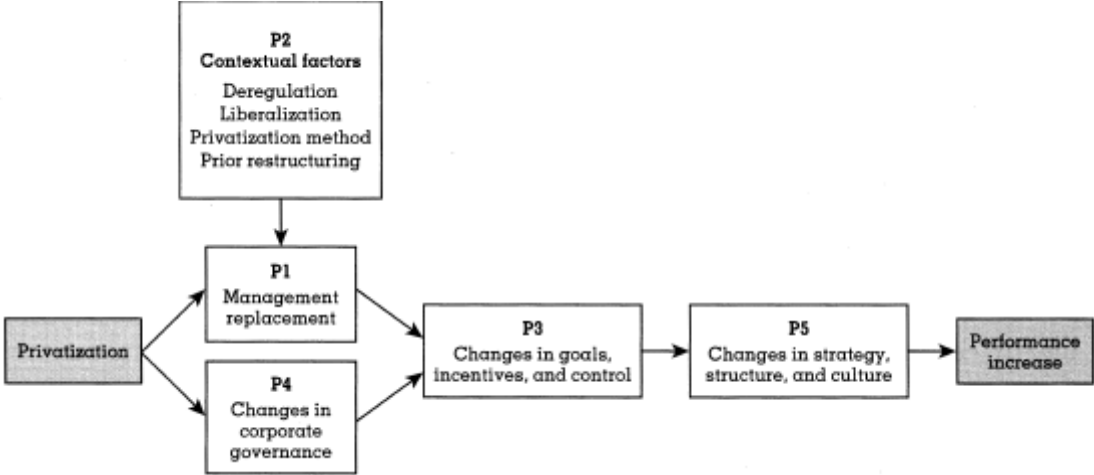 P2
Contextual factors
Deregulation
Liberalization
Privatization method
Prior restructuring
P1
Management
replacement
Privatization
P4
Changes in
corporate
governance
P3
Changes in goals,
incentives, and control
P5
Changes in strategy,
structure, and culture
Performance
increase